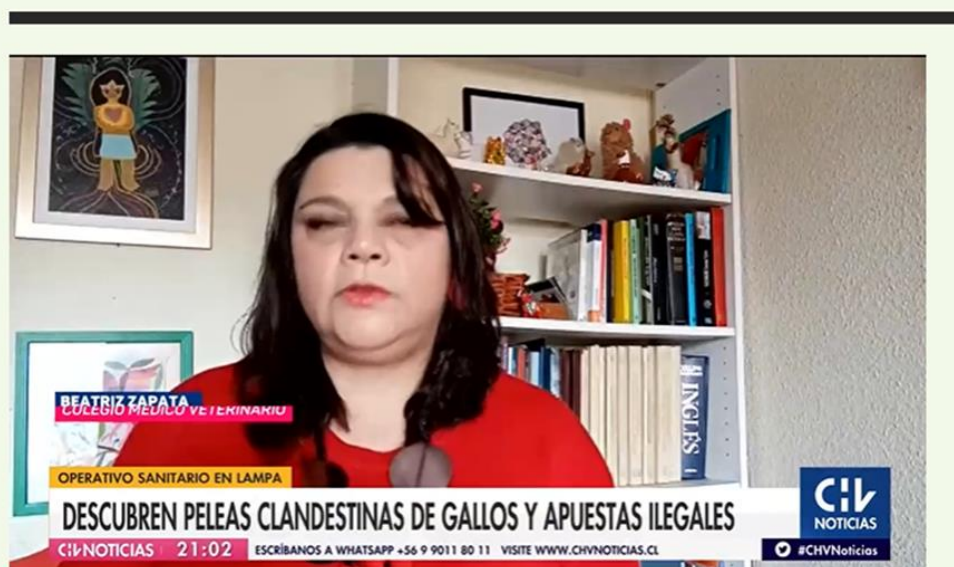 INGLÉS
BEATRIZ ZAPATA
COLEGIO MÉDICO VETERINARIO
OPERATIVO SANITARIO EN LAMPA
DESCUBREN PELEAS CLANDESTINAS DE GALLOS Y APUESTAS ILEGALES
CHV NOTICIAS
CHV NOTICIAS 21:02 ESCRÍBANOS A WHATSAPP +56 9 9011 80 11 VISITE WWW.CHVNOTICIAS.CL #CHVNoticias